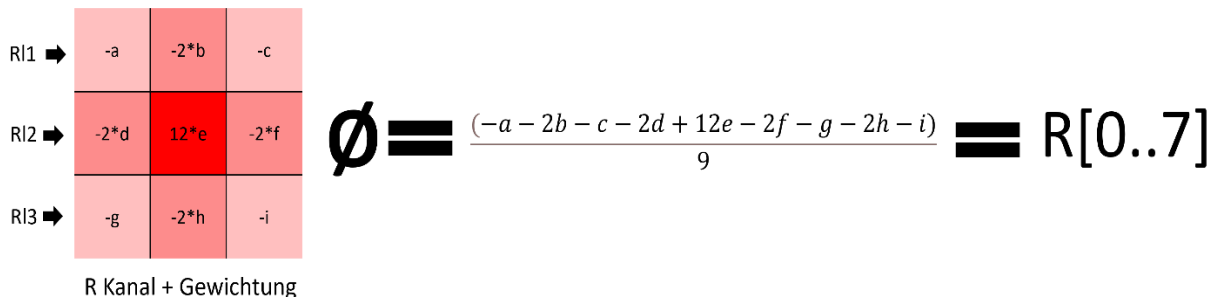 Rl1 🡆 -a -2*b -c
Rl2 🡆 -2*d 12*e -2*f
Rl3 🡆 -g -2*h -i
R Kanal + Gewichtung
Ø = (-a - 2b - c - 2d + 12e - 2f - g - 2h - i) / 9 = R[0..7]